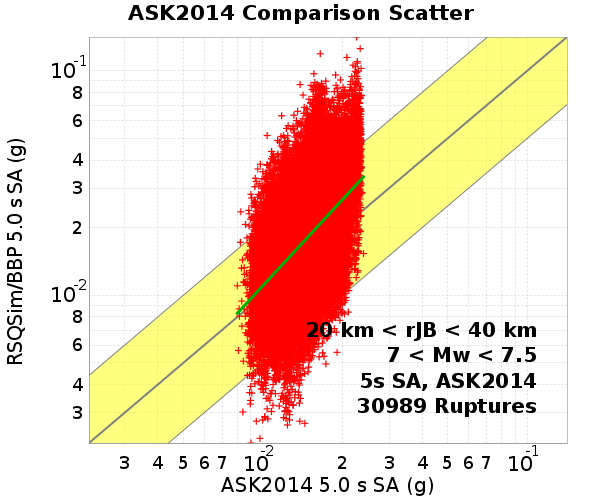 ASK2014 Comparison Scatter
RSQSim/BBP 5.0 s SA (g)
10-1
8
6
4
3
2
10-2
8
6
4
3
20 km < rJB < 40 km
7 < Mw < 7.5
5s SA, ASK2014
30989 Ruptures
3 4 5 6 7 10-2 2 3 4 5 6 7 10-1
ASK2014 5.0 s SA (g)